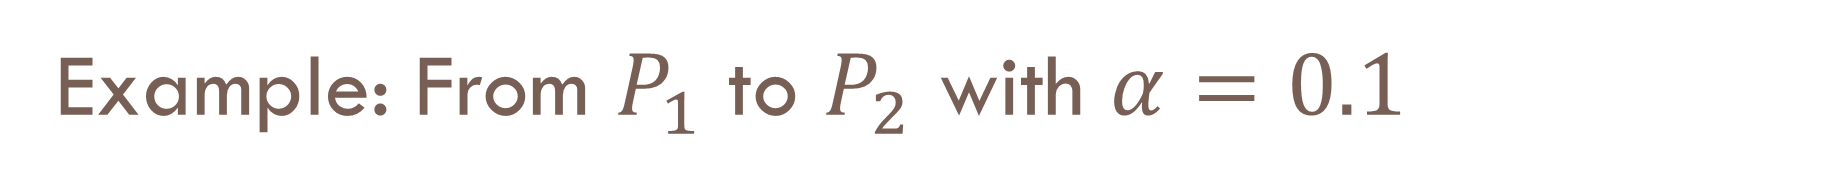 Example: From P₁ to P₂ with α = 0.1